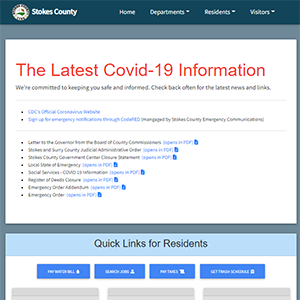 Stokes County
Home Departments Residents Visitors
The Latest Covid-19 Information
We're committed to keeping you safe and informed. Check back often for the latest news and links.
CDC's Official Coronavirus Website
Sign up for emergency notifications through CodeRED (mangaged by Stokes County Emergency Communications)
Letter to the Governor from the Board of County Commissioners (opens in PDF)
Stokes and Surry County Judicial Administrative Order (opens in PDF)
Stokes County Government Center Closure Statement (opens in PDF)
Local State of Emergency (opens in PDF)
Social Services - COVID 19 Information (opens in PDF)
Register of Deeds Closure (opens in PDF)
Emergency Order Addendum (opens in PDF)
Emergency Order (opens in PDF)
Quick Links for Residents
PAY WATER BILL SEARCH JOBS PAY TAXES GET TRASH SCHEDULE